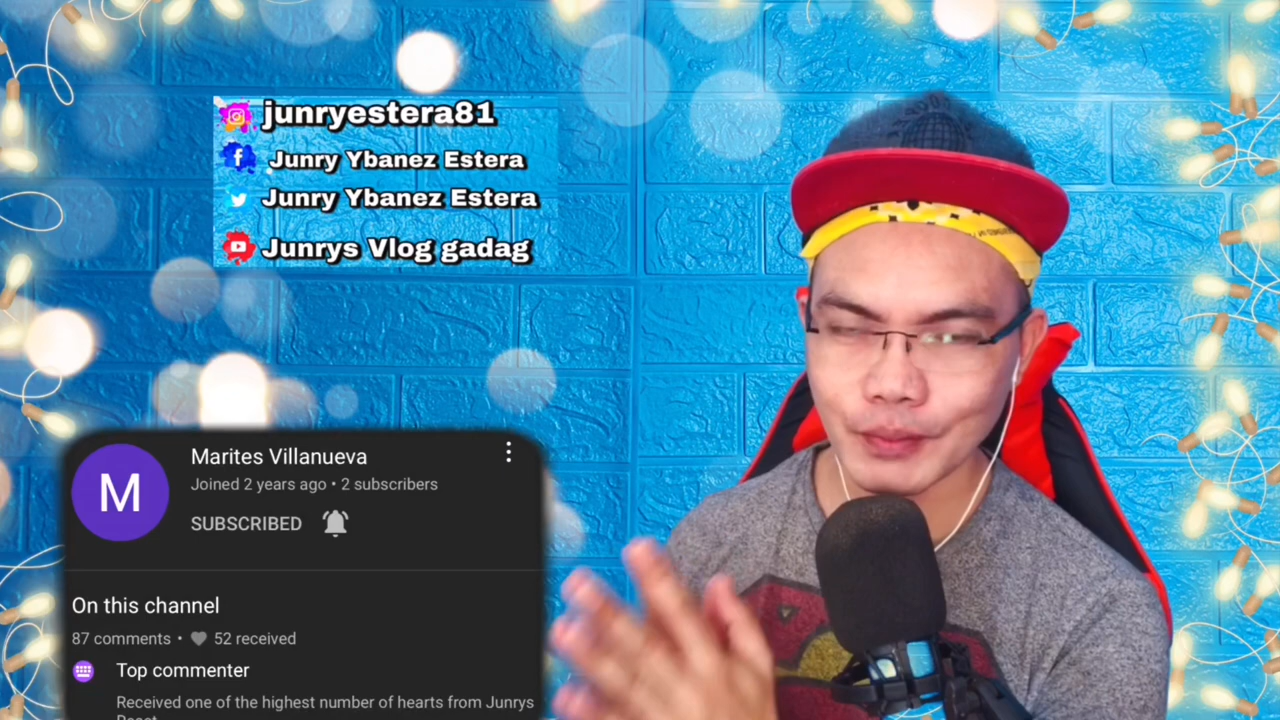 junryestera81
Junry Ybanez Estera
Junry Ybanez Estera
Junrys Vlog gadag
M
Marites Villanueva
Joined 2 years ago • 2 subscribers
SUBSCRIBED
On this channel
87 comments • 52 received
Top commenter
Received one of the highest number of hearts from Junrys
React